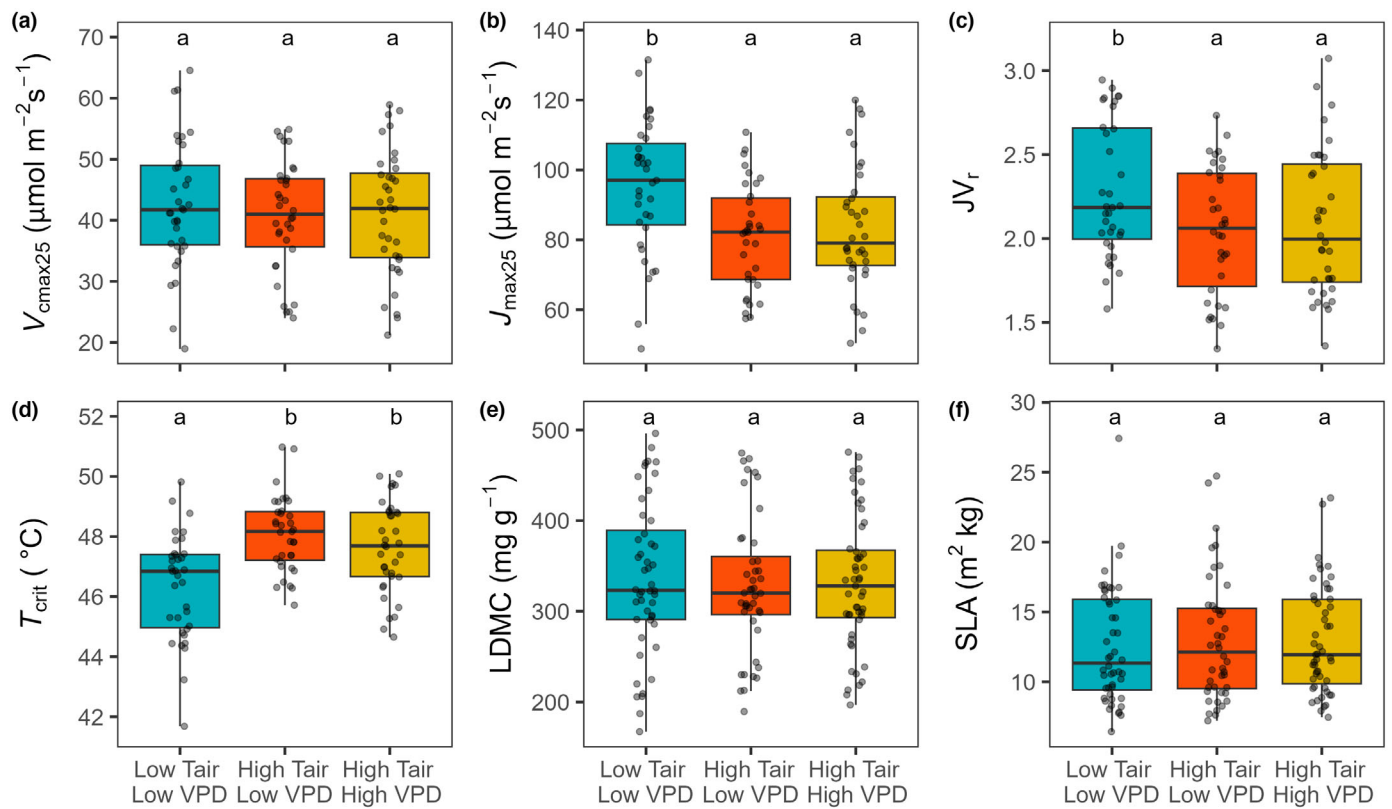 (a)
V_cmax25 (µmol m⁻²s⁻¹)
70
60
50
40
30
20
a a a
(b)
J_max25 (µmol m⁻²s⁻¹)
140
120
100
80
60
b a a
(c)
JV_r
3.0
2.5
2.0
1.5
b a a
(d)
T_crit ( °C)
52
50
48
46
44
42
a b b
Low Tair High Tair High Tair
Low VPD Low VPD High VPD
(e)
LDMC (mg g⁻¹)
500
400
300
200
a a a
Low Tair High Tair High Tair
Low VPD Low VPD High VPD
(f)
SLA (m² kg)
30
25
20
15
10
a a a
Low Tair High Tair High Tair
Low VPD Low VPD High VPD